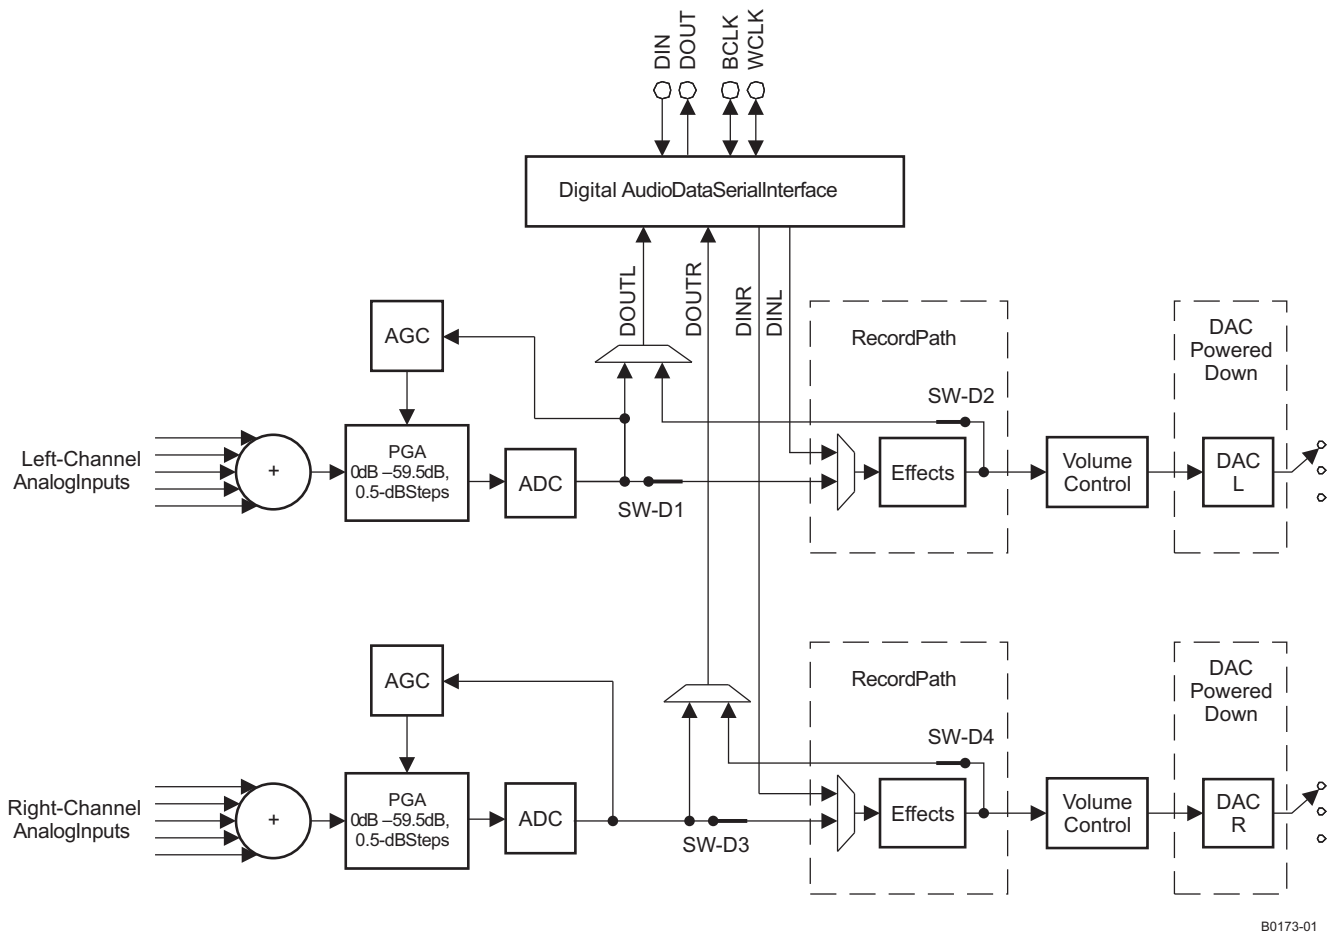 DIN
DOUT
BCLK
WCLK
Digital AudioDataSerialInterface
DOUTL
DOUTR
DINR
DINL
AGC
RecordPath
DAC
Powered
Down
SW-D2
Left-Channel
AnalogInputs
+
PGA
0dB –59.5dB,
0.5-dBSteps
ADC
SW-D1
Effects
Volume
Control
DAC
L
AGC
RecordPath
DAC
Powered
Down
SW-D4
Right-Channel
AnalogInputs
+
PGA
0dB –59.5dB,
0.5-dBSteps
ADC
SW-D3
Effects
Volume
Control
DAC
R
B0173-01